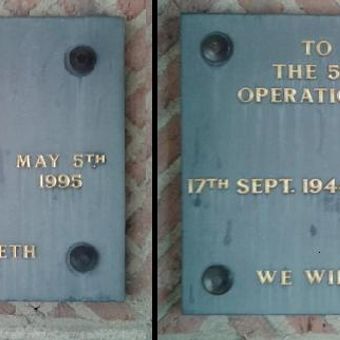 MAY 5TH
1995
ETH
TO
THE 5
OPERATIO
17TH SEPT. 194
WE WI